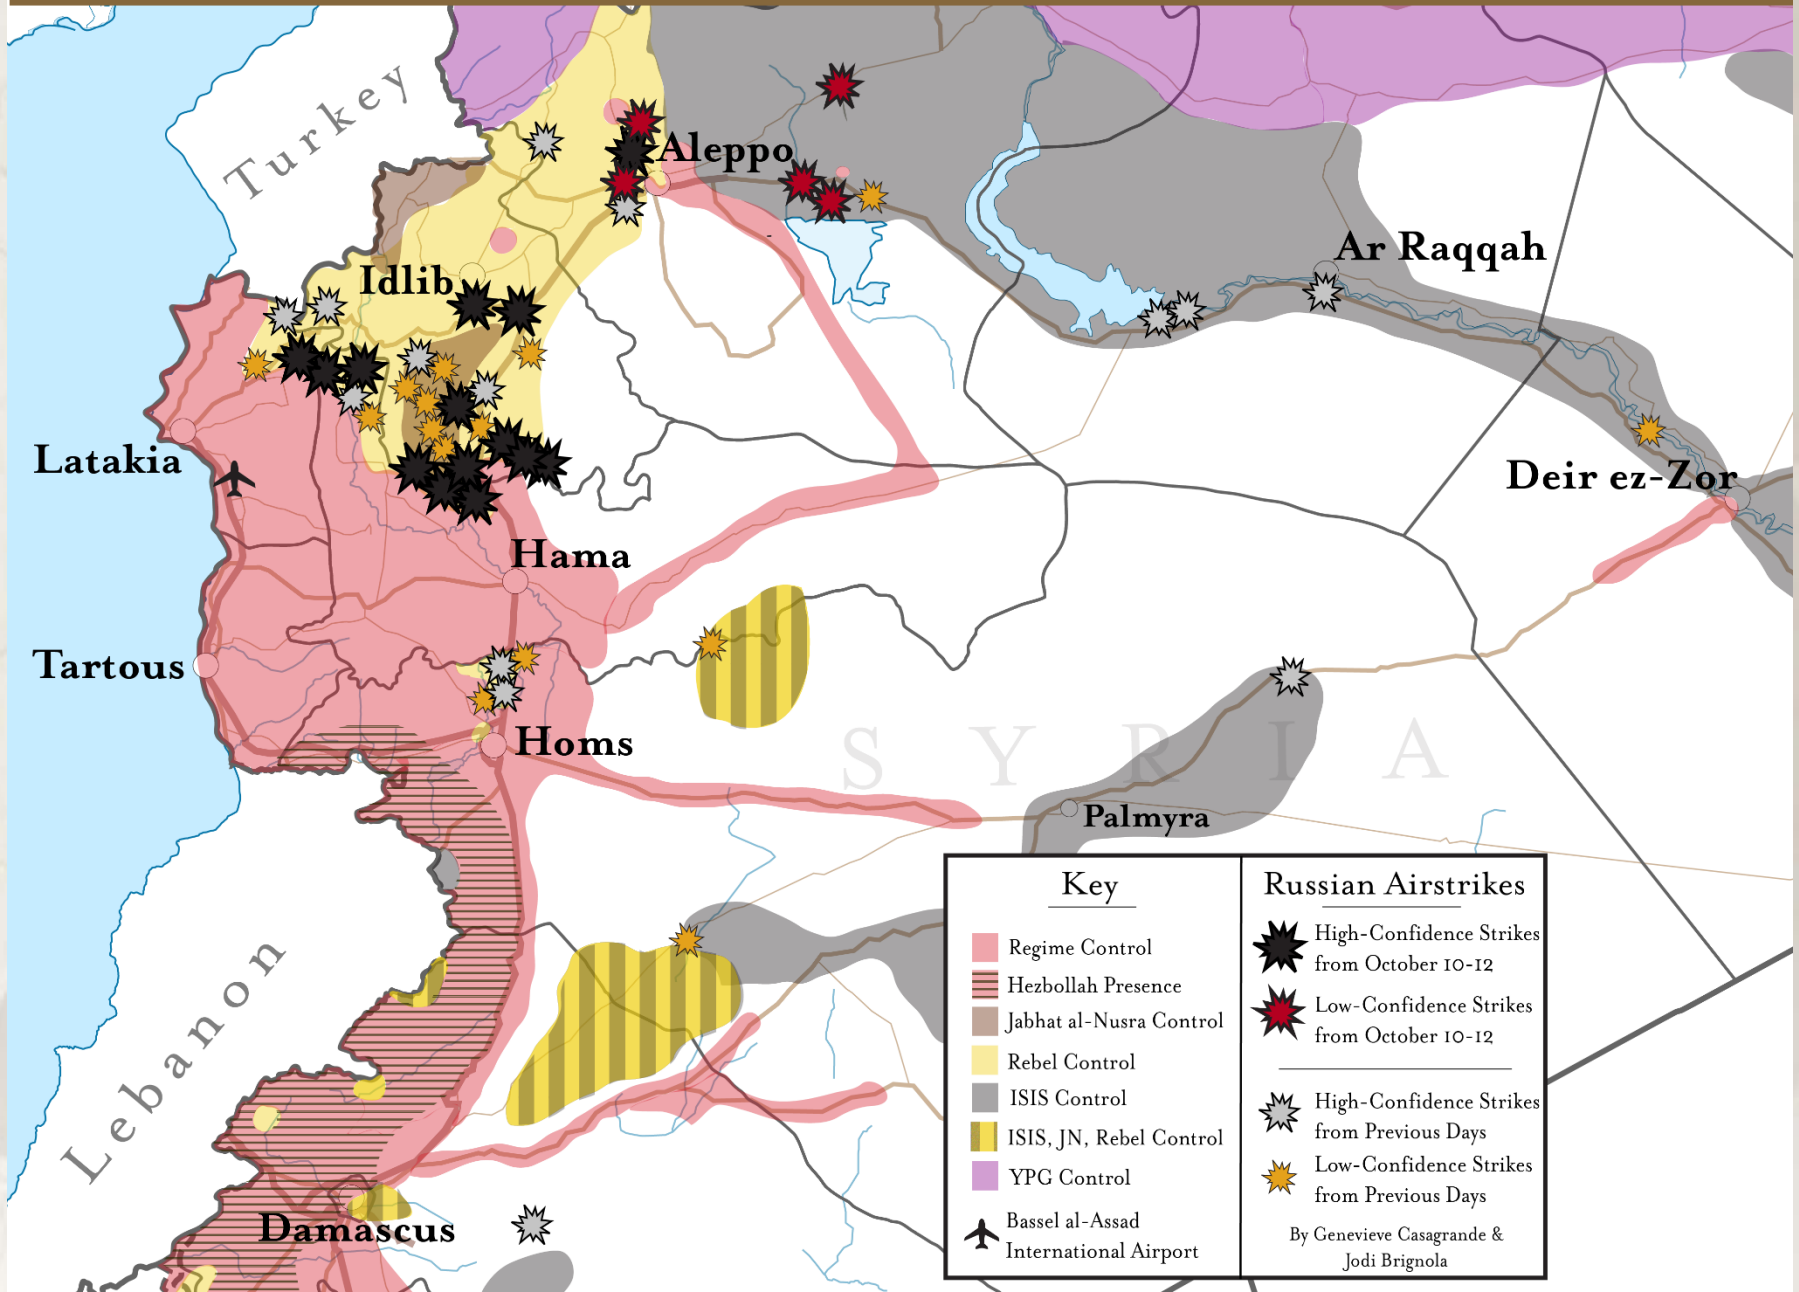 Turkey
Aleppo
Idlib
Ar Raqqah
Latakia
Deir ez-Zor
Hama
Tartous
Homs
SYRIA
Palmyra
Lebanon
Damascus
Key
Regime Control
Hezbollah Presence
Jabhat al-Nusra Control
Rebel Control
ISIS Control
ISIS, JN, Rebel Control
YPG Control
Bassel al-Assad
International Airport
Russian Airstrikes
High-Confidence Strikes
from October 10-12
Low-Confidence Strikes
from October 10-12
High-Confidence Strikes
from Previous Days
Low-Confidence Strikes
from Previous Days
By Genevieve Casagrande &
Jodi Brignola